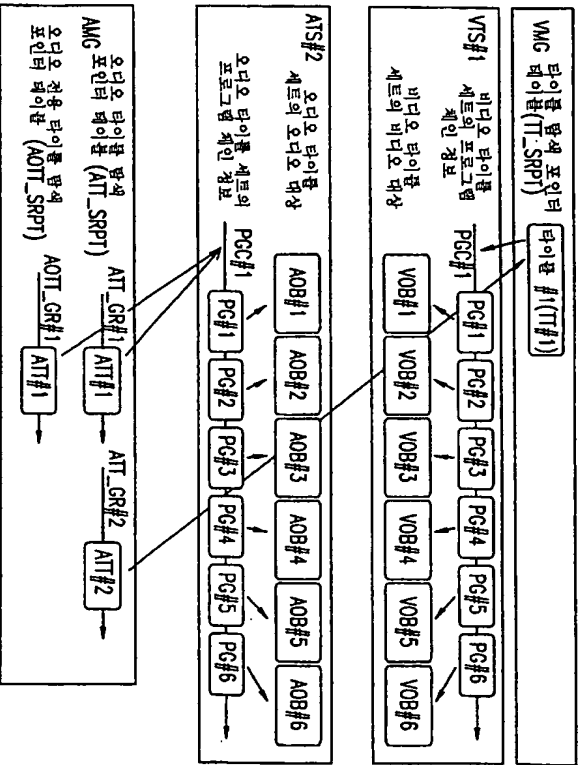 VMG
타이틀 탐색 포인터
테이블(TT_SRPT)
타이틀 #1(TT#1)
VTS#1
비디오 타이틀
세트의 프로그램
체인 정보
PGC#1
PG#1
PG#2
PG#3
PG#4
PG#5
PG#6
비디오 타이틀
세트의 비디오 대상
VOB#1
VOB#2
VOB#3
VOB#4
VOB#5
VOB#6
ATS#2
오디오 타이틀
세트의 오디오 대상
AOB#1
AOB#2
AOB#3
AOB#4
AOB#5
AOB#6
오디오 타이틀 세트의
프로그램 체인 정보
PGC#1
PG#1
PG#2
PG#3
PG#4
PG#5
PG#6
AMG
오디오 타이틀 탐색
포인터 테이블 (ATT_SRPT)
ATT_GR#1
ATT#1
ATT_GR#2
ATT#2
오디오 전용 타이틀 탐색
포인터 테이블
(AOTT_SRPT)
AOTT_GR#1
ATT#1